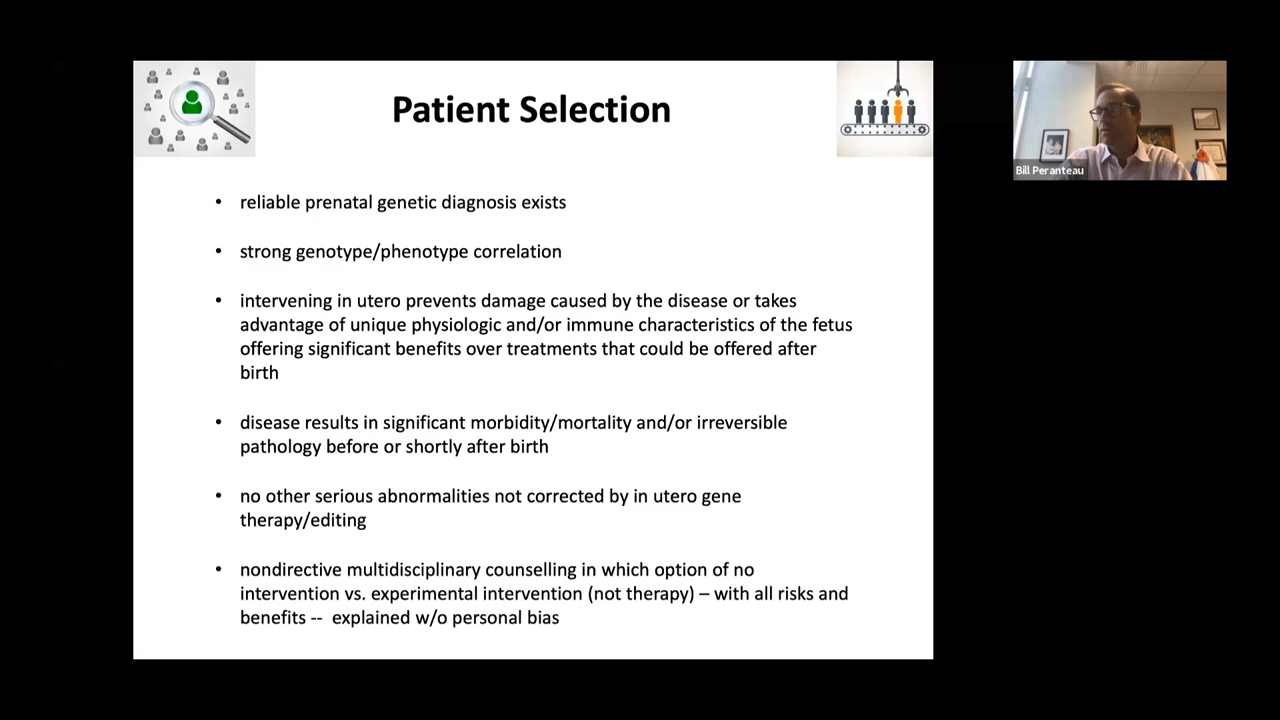 Patient Selection
Bill Peranteau
• reliable prenatal genetic diagnosis exists
• strong genotype/phenotype correlation
• intervening in utero prevents damage caused by the disease or takes
advantage of unique physiologic and/or immune characteristics of the fetus
offering significant benefits over treatments that could be offered after
birth
• disease results in significant morbidity/mortality and/or irreversible
pathology before or shortly after birth
• no other serious abnormalities not corrected by in utero gene
therapy/editing
• nondirective multidisciplinary counselling in which option of no
intervention vs. experimental intervention (not therapy) – with all risks and
benefits -- explained w/o personal bias